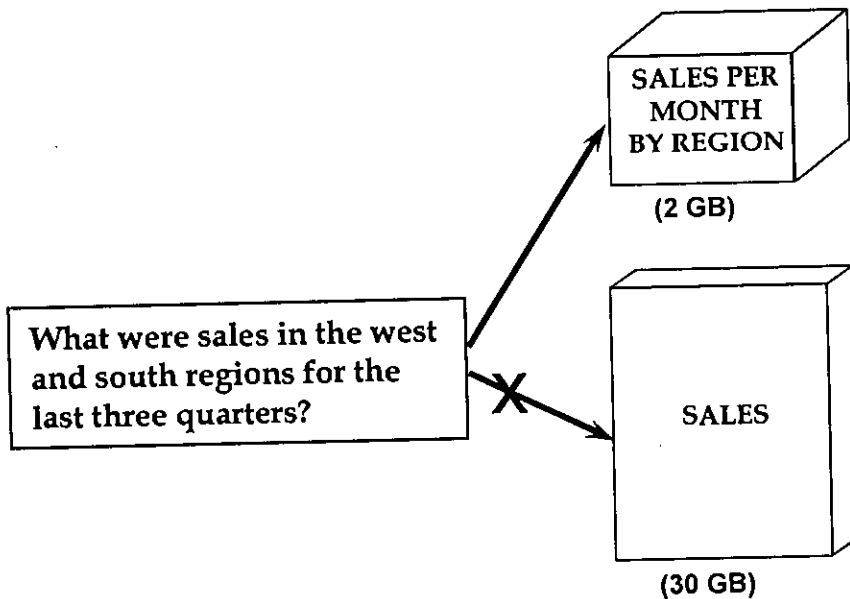 SALES PER
MONTH
BY REGION
(2 GB)
What were sales in the west
and south regions for the
last three quarters?
X
SALES
(30 GB)